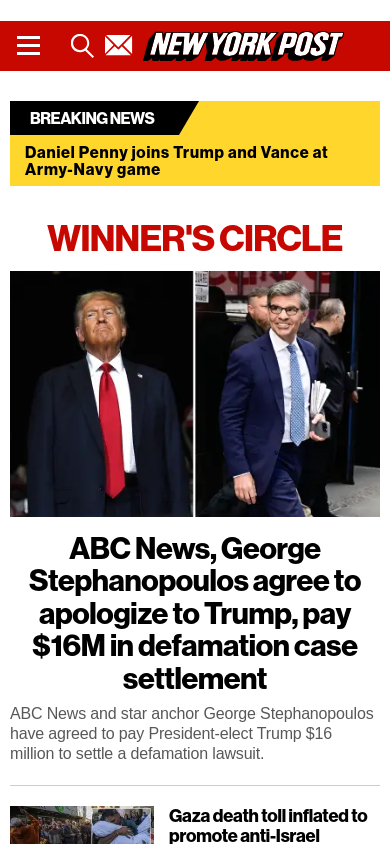 NEW YORK POST
BREAKING NEWS
Daniel Penny joins Trump and Vance at
Army-Navy game
WINNER'S CIRCLE
ABC News, George
Stephanopoulos agree to
apologize to Trump, pay
$16M in defamation case
settlement
ABC News and star anchor George Stephanopoulos
have agreed to pay President-elect Trump $16
million to settle a defamation lawsuit.
Gaza death toll inflated to
promote anti-Israel